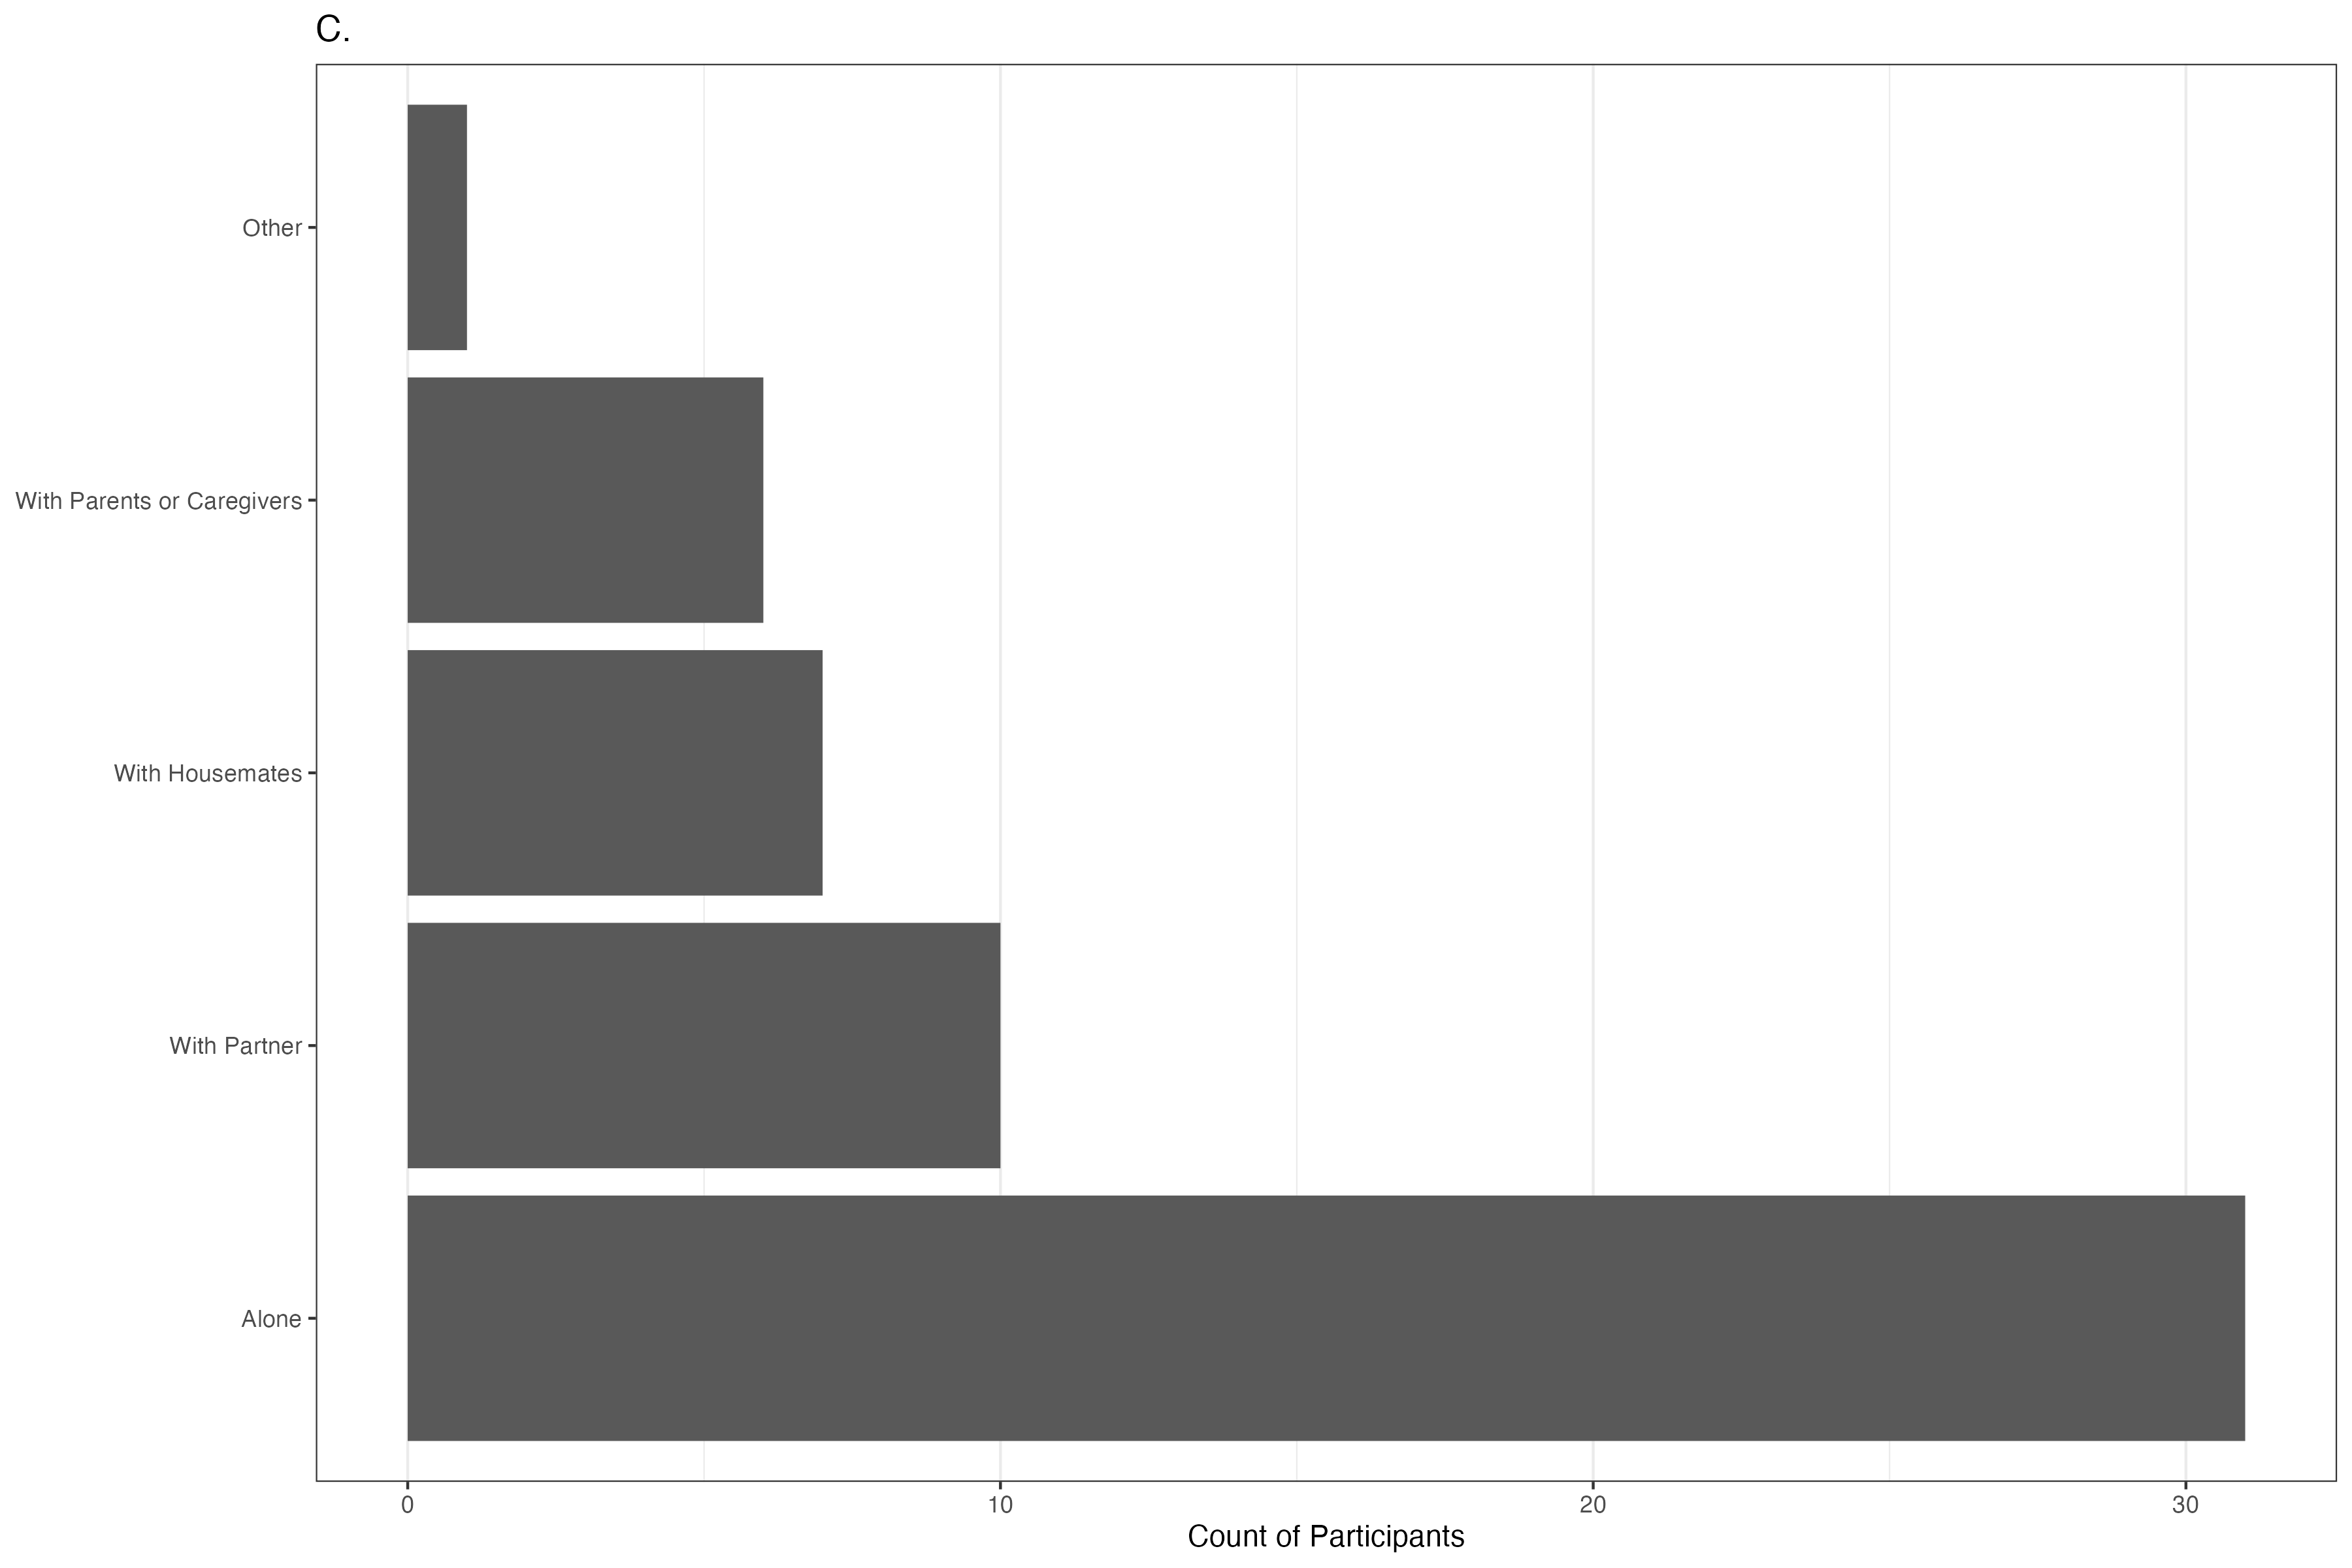 C.
Other
With Parents or Caregivers
With Housemates
With Partner
Alone
0 10 20 30
Count of Participants